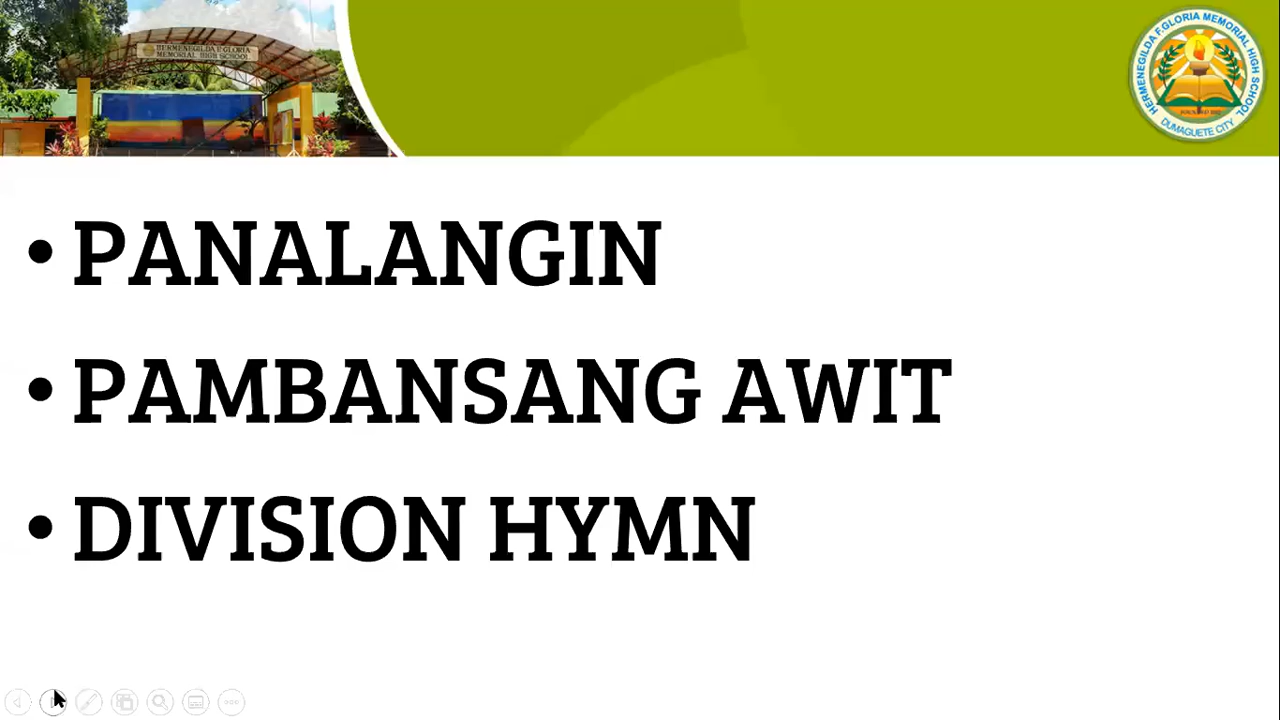 HERMENEGILDA F. GLORIA
MEMORIAL HIGH SCHOOL
HERMENEGILDA F. GLORIA MEMORIAL HIGH SCHOOL
DUMAGUETE CITY
• PANALANGIN
• PAMBANSANG AWIT
• DIVISION HYMN